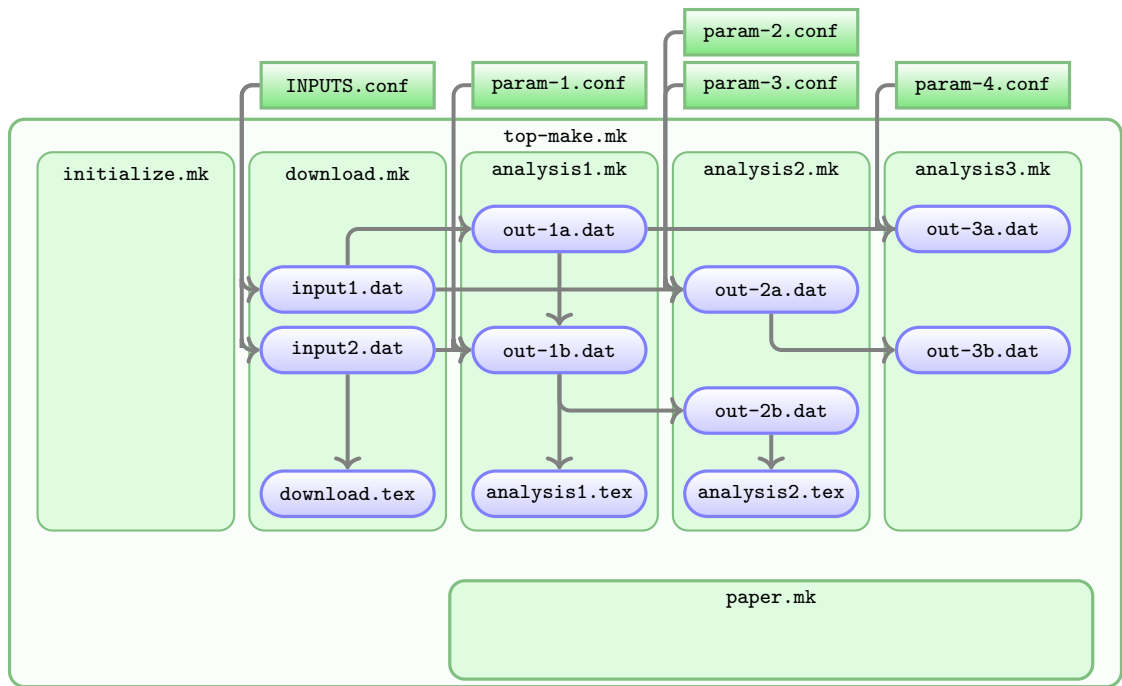 param-2.conf
INPUTS.conf
param-1.conf
param-3.conf
param-4.conf
top-make.mk
initialize.mk
download.mk
analysis1.mk
analysis2.mk
analysis3.mk
out-1a.dat
out-3a.dat
input1.dat
out-2a.dat
input2.dat
out-1b.dat
out-3b.dat
out-2b.dat
download.tex
analysis1.tex
analysis2.tex
paper.mk